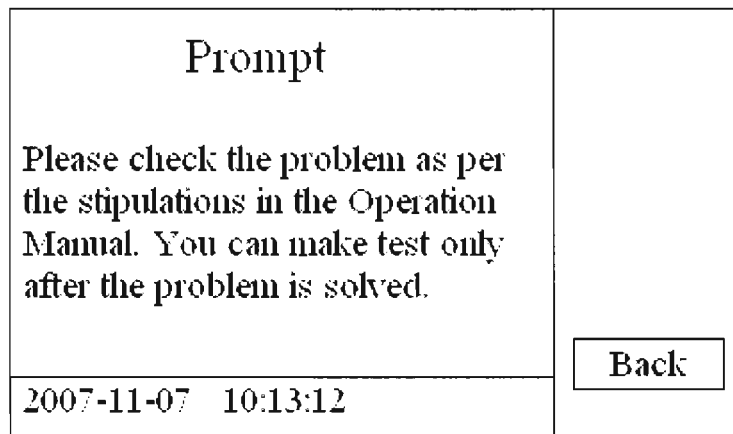 Prompt
Please check the problem as per
the stipulations in the Operation
Manual. You can make test only
after the problem is solved.
Back
2007-11-07 10:13:12